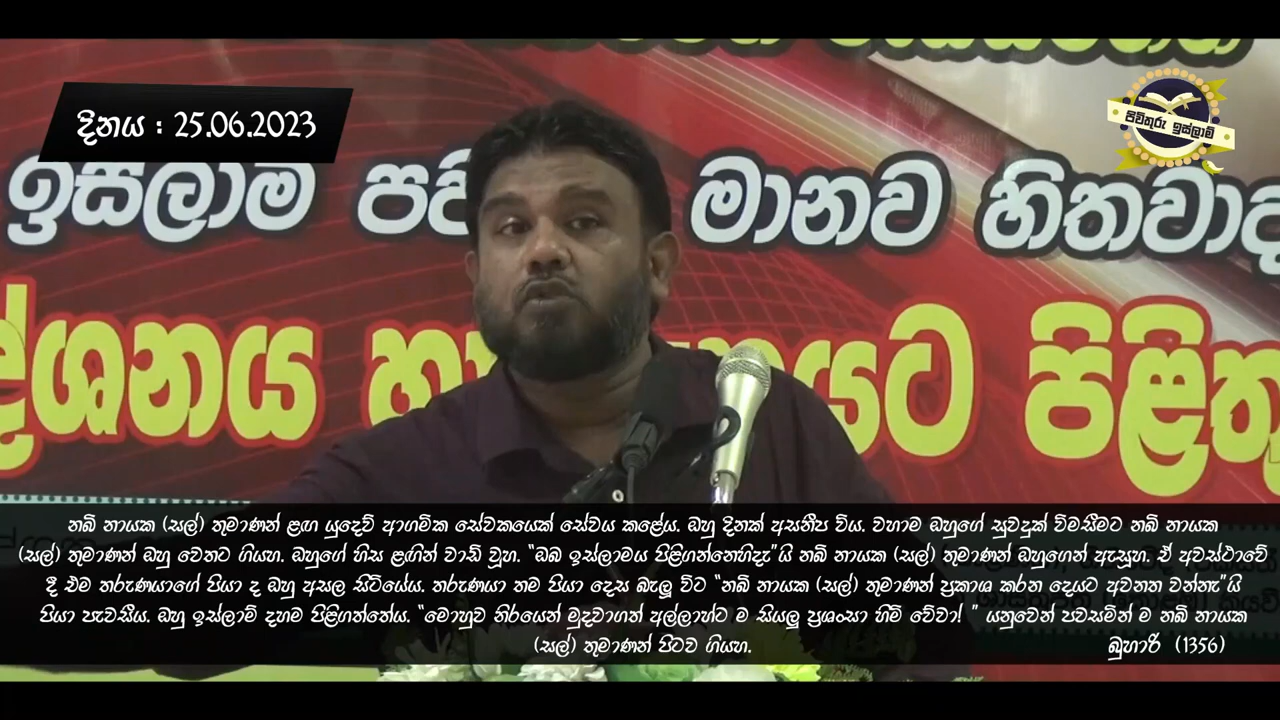 දිනය : 25.06.2023
පිවිතුරු ඉස්ලාම්
ඉස්ලාම් මානව හිතවාද
පිළිතු
නබි නායක (සල්) තුමාණන් ළඟ යුදෙව් ආගමික සේවකයෙක් සේවය කළේය. ඔහු දිනක් අසනීප විය. වහාම ඔහුගේ සුවදුක් විමසීමට නබි නායක
(සල්) තුමාණන් ඔහු වෙතට ගියහ. ඔහුගේ හිස ළඟින් වාඩි වූහ. “ඔබ ඉස්ලාමය පිළිගන්නෙහිදැ”යි නබි නායක (සල්) තුමාණන් ඔහුගෙන් ඇසූහ. ඒ අවස්ථාවේ
දී එම තරුණයාගේ පියා ද ඔහු අසල සිටියේය. තරුණයා තම පියා දෙස බැලූ විට “නබි නායක (සල්) තුමාණන් ප්‍රකාශ කරන දෙයට අවනත වන්නැ”යි
පියා පැවසීය. ඔහු ඉස්ලාම් දහම පිළිගත්තේය. “මොහුව නිරයෙන් මුදවාගත් අල්ලාහ්ට ම සියලූ ප්‍රශංසා හිමි වේවා! ” යනුවෙන් පවසමින් ම නබි නායක
(සල්) තුමාණන් පිටව ගියහ.
බුහාරි (1356)